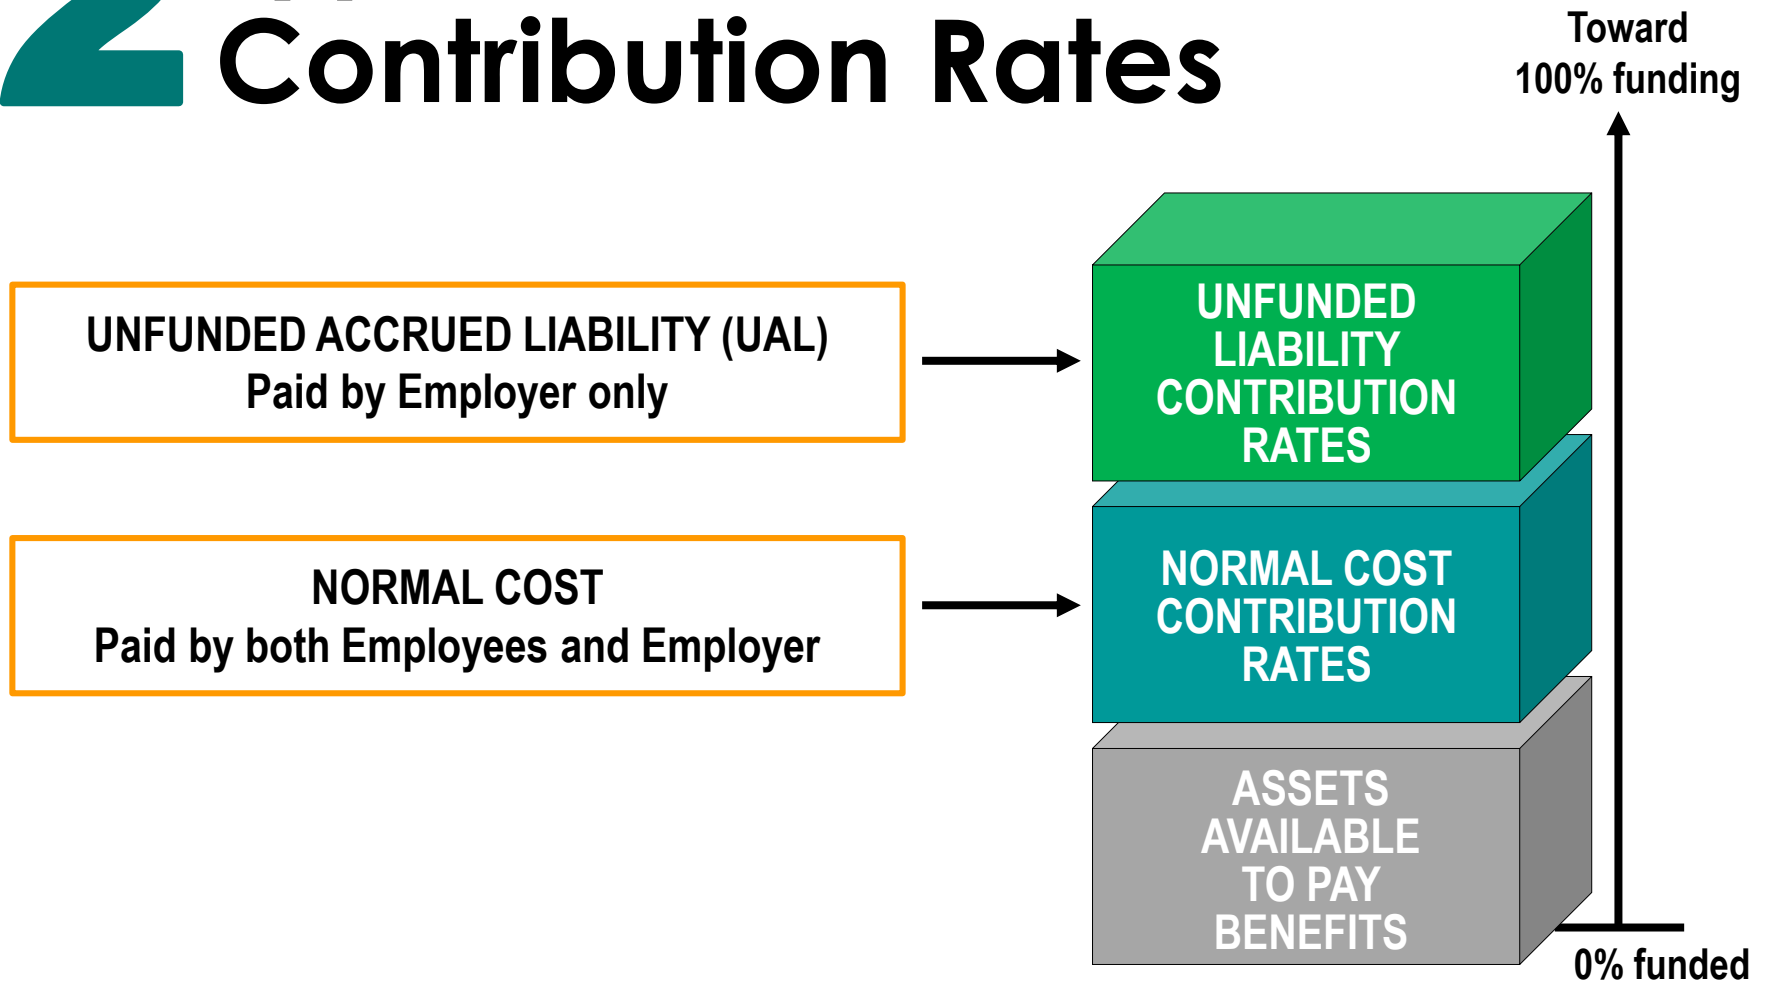 2
Contribution Rates
Toward
100% funding
UNFUNDED ACCRUED LIABILITY (UAL)
Paid by Employer only
UNFUNDED
LIABILITY
CONTRIBUTION
RATES
NORMAL COST
Paid by both Employees and Employer
NORMAL COST
CONTRIBUTION
RATES
ASSETS
AVAILABLE
TO PAY
BENEFITS
0% funded